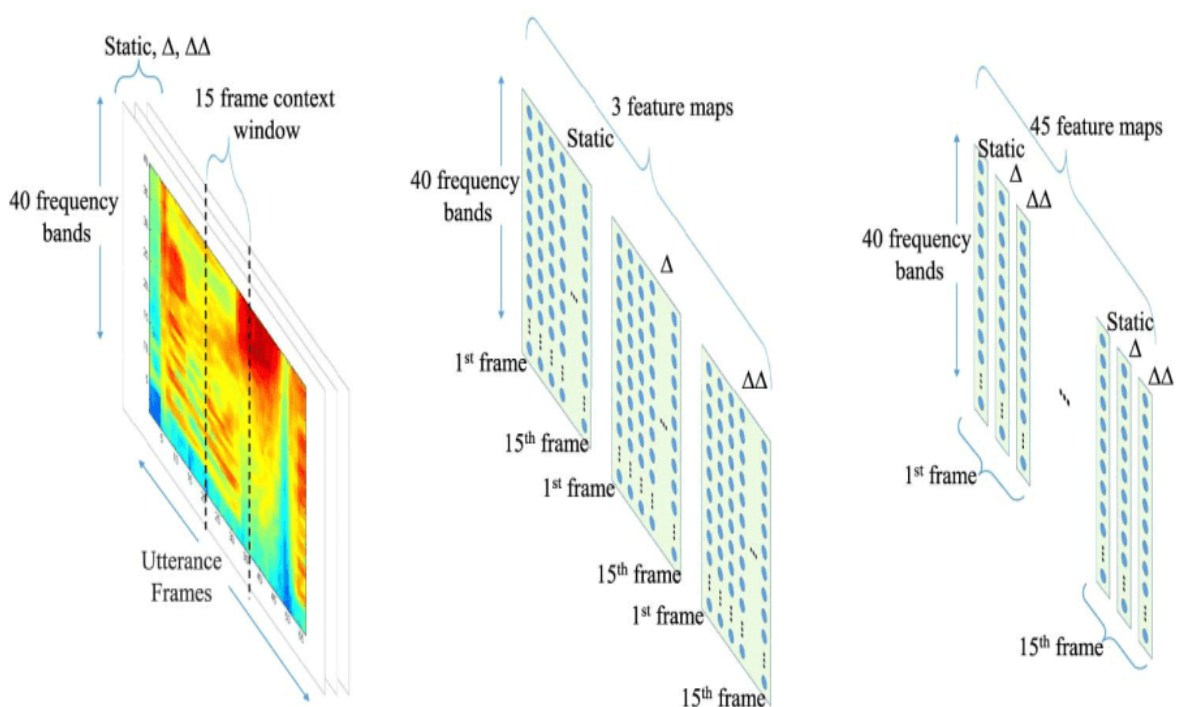 Static, Δ, ΔΔ
15 frame context
window
40 frequency
bands
Utterance
Frames
3 feature maps
Static
40 frequency
bands
Δ
1st frame
ΔΔ
15th frame
1st frame
15th frame
1st frame
15th frame
45 feature maps
Static
Δ
ΔΔ
40 frequency
bands
Static
Δ
ΔΔ
1st frame
15th frame